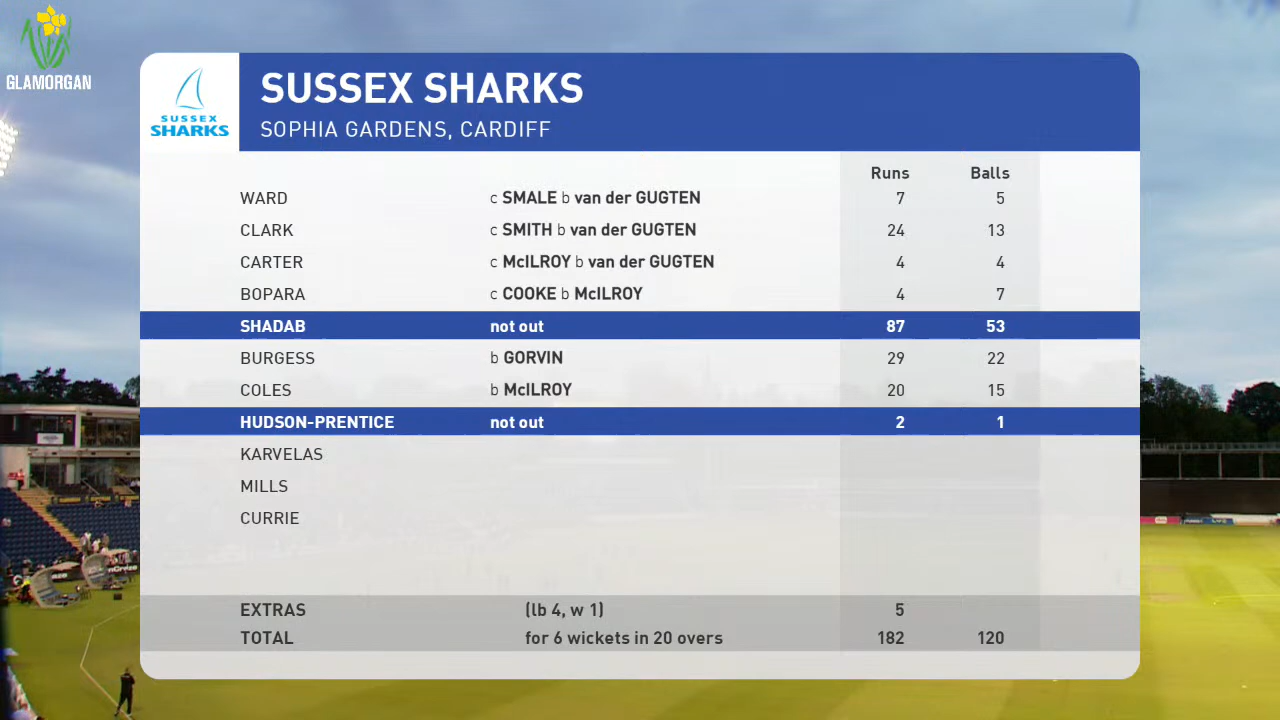 GLAMORGAN
SUSSEX SHARKS
SUSSEX SHARKS
SOPHIA GARDENS, CARDIFF
Runs Balls
WARD c SMALE b van der GUGTEN 7 5
CLARK c SMITH b van der GUGTEN 24 13
CARTER c McILROY b van der GUGTEN 4 4
BOPARA c COOKE b McILROY 4 7
SHADAB not out 87 53
BURGESS b GORVIN 29 22
COLES b McILROY 20 15
HUDSON-PRENTICE not out 2 1
KARVELAS
MILLS
CURRIE
EXTRAS (lb 4, w 1) 5
TOTAL for 6 wickets in 20 overs 182 120